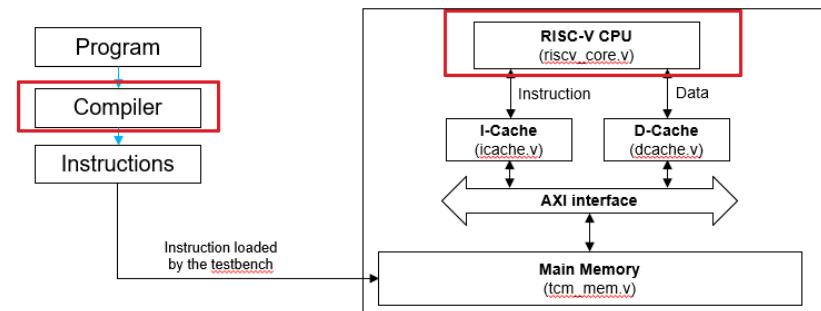 Program
Compiler
Instructions
Instruction loaded
by the testbench
RISC-V CPU
(riscv_core.v)
Instruction
Data
I-Cache
(icache.v)
D-Cache
(dcache.v)
AXI interface
Main Memory
(tcm_mem.v)